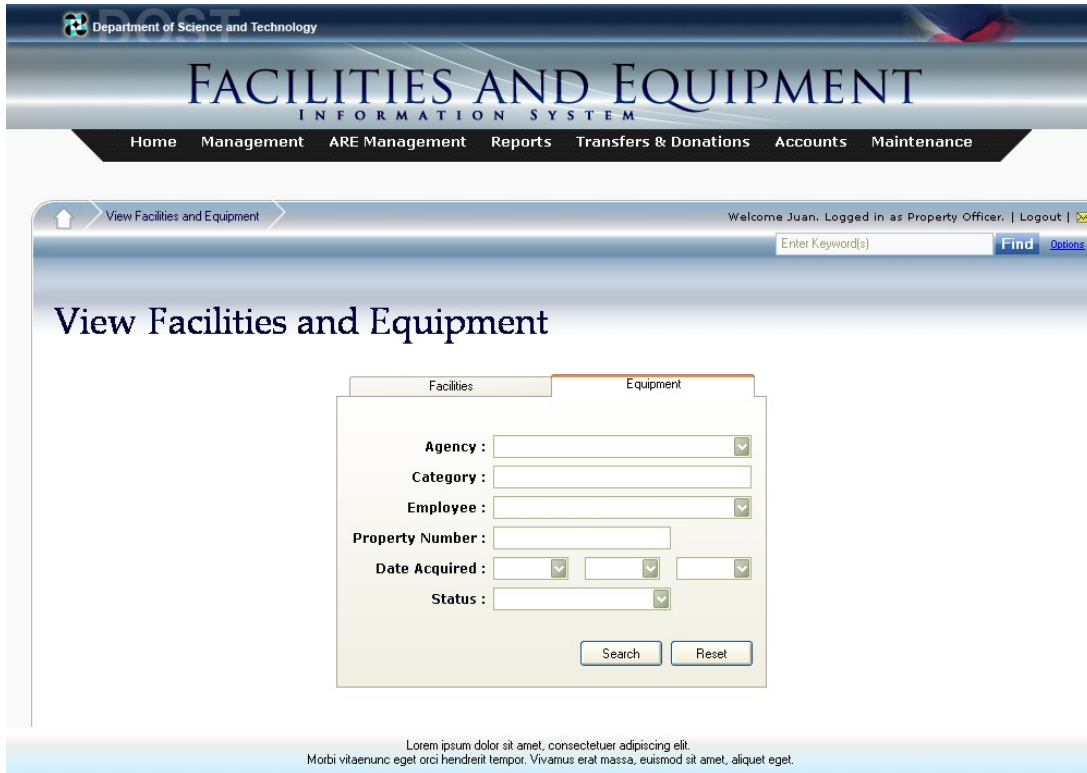 DOST
Department of Science and Technology
FACILITIES AND EQUIPMENT
INFORMATION SYSTEM
Home Management ARE Management Reports Transfers & Donations Accounts Maintenance
View Facilities and Equipment
Welcome Juan. Logged in as Property Officer. | Logout |
Enter Keyword(s) Find Options
View Facilities and Equipment
Facilities Equipment
Agency :
Category :
Employee :
Property Number :
Date Acquired :
Status :
Search Reset
Lorem ipsum dolor sit amet, consectetuer adipiscing elit.
Morbi vitaenunc eget orci hendrerit tempor. Vivamus erat massa, euismod sit amet, aliquet eget.